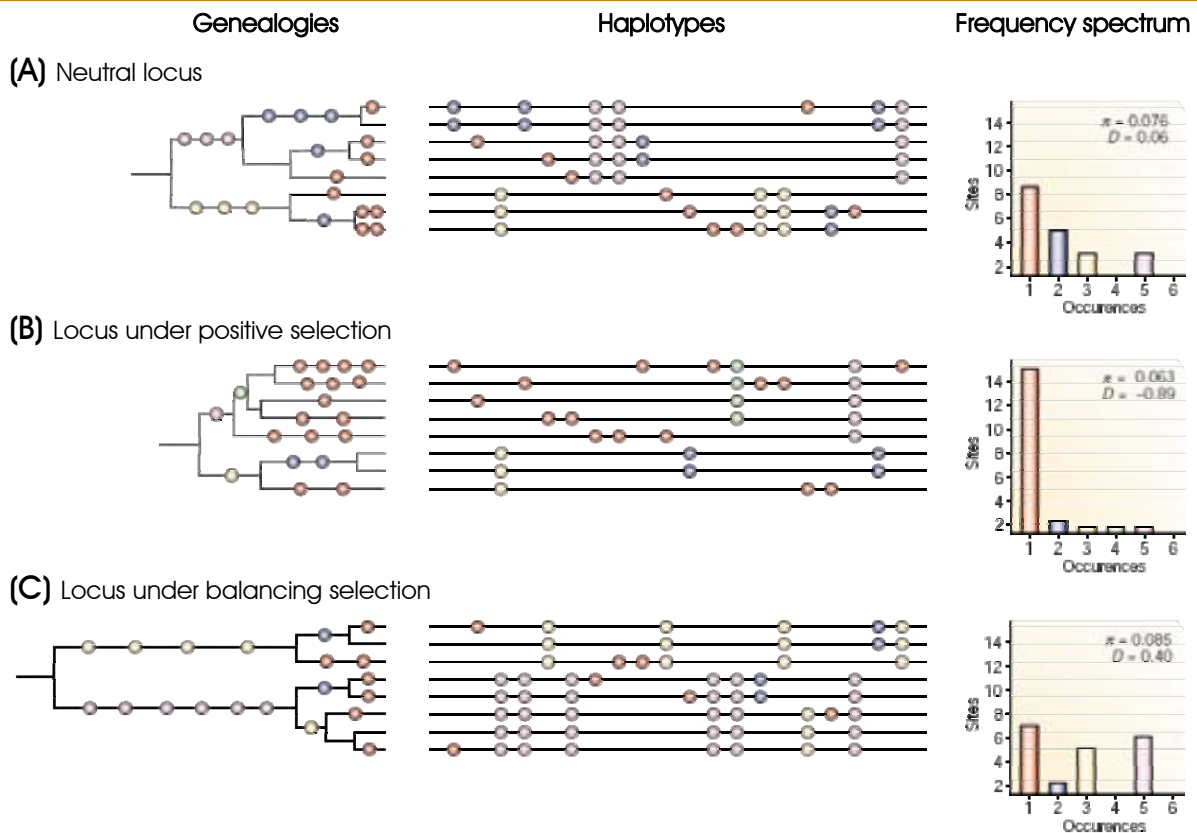 Genealogies Haplotypes Frequency spectrum
(A) Neutral locus
π = 0.076
D = 0.06
14
12
10
8
6
4
2
Sites
1 2 3 4 5 6
Occurences
(B) Locus under positive selection
π = 0.063
D = -0.89
14
12
10
8
6
4
2
Sites
1 2 3 4 5 6
Occurences
(C) Locus under balancing selection
π = 0.085
D = 0.40
14
12
10
8
6
4
2
Sites
1 2 3 4 5 6
Occurences